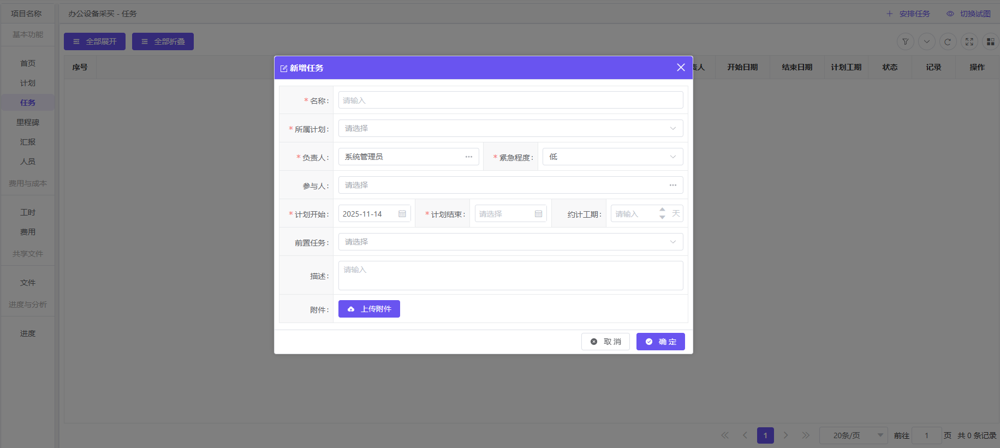 项目名称
办公设备采买 - 任务
安排任务
切换试图
基本功能
首页
计划
任务
里程碑
汇报
人员
费用与成本
工时
费用
共享文件
文件
进度与分析
进度
全部展开
全部折叠
序号
责人
开始日期
结束日期
计划工期
状态
记录
操作
新增任务
* 名称:
请输入
* 所属计划:
请选择
* 负责人:
系统管理员
* 紧急程度:
低
参与人:
请选择
* 计划开始:
2025-11-14
* 计划结束:
请选择
约计工期:
请输入
天
前置任务:
请选择
描述:
请输入
附件:
上传附件
取 消
确 定
1
20条/页
前往 1 页
共 0 条记录